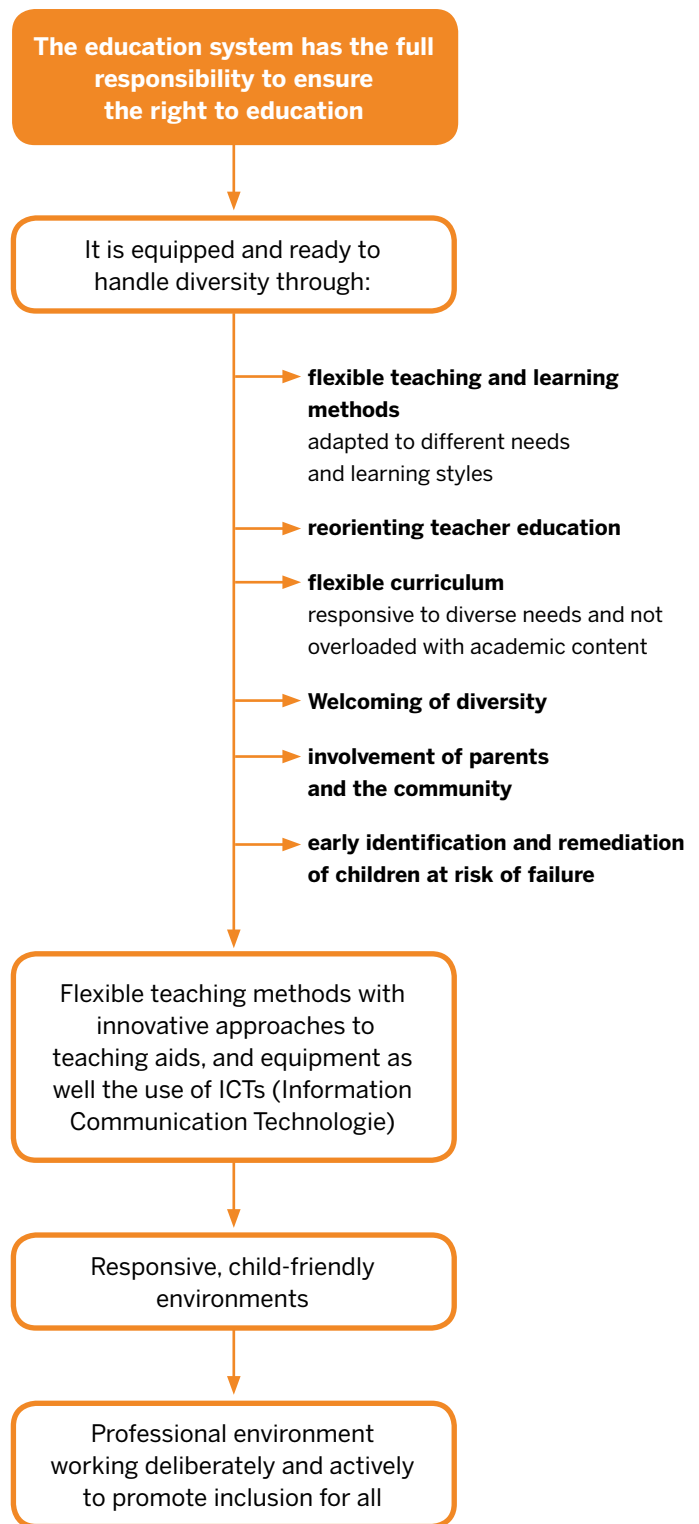 The education system has the full
responsibility to ensure
the right to education
It is equipped and ready to
handle diversity through:
flexible teaching and learning
methods
adapted to different needs
and learning styles
reorienting teacher education
flexible curriculum
responsive to diverse needs and not
overloaded with academic content
Welcoming of diversity
involvement of parents
and the community
early identification and remediation
of children at risk of failure
Flexible teaching methods with
innovative approaches to
teaching aids, and equipment as
well the use of ICTs (Information
Communication Technologie)
Responsive, child-friendly
environments
Professional environment
working deliberately and actively
to promote inclusion for all